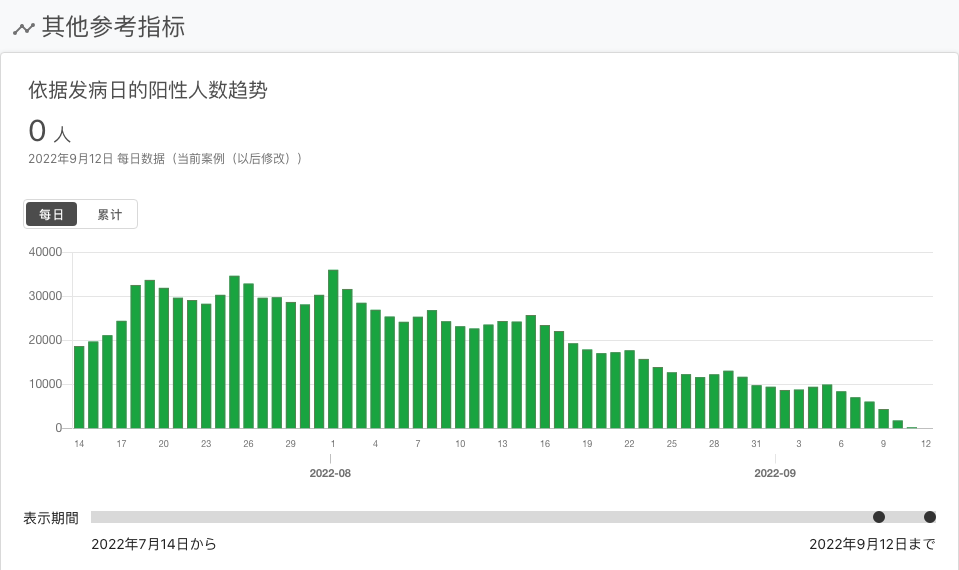 其他参考指标
依据发病日的阳性人数趋势
0 人
2022年9月12日 每日数据（当前案例（以后修改））
每日 累计
40000
30000
20000
10000
0
14 17 20 23 26 29 1 4 7 10 13 16 19 22 25 28 31 3 6 9 12
2022-08 2022-09
表示期間
2022年7月14日から 2022年9月12日まで